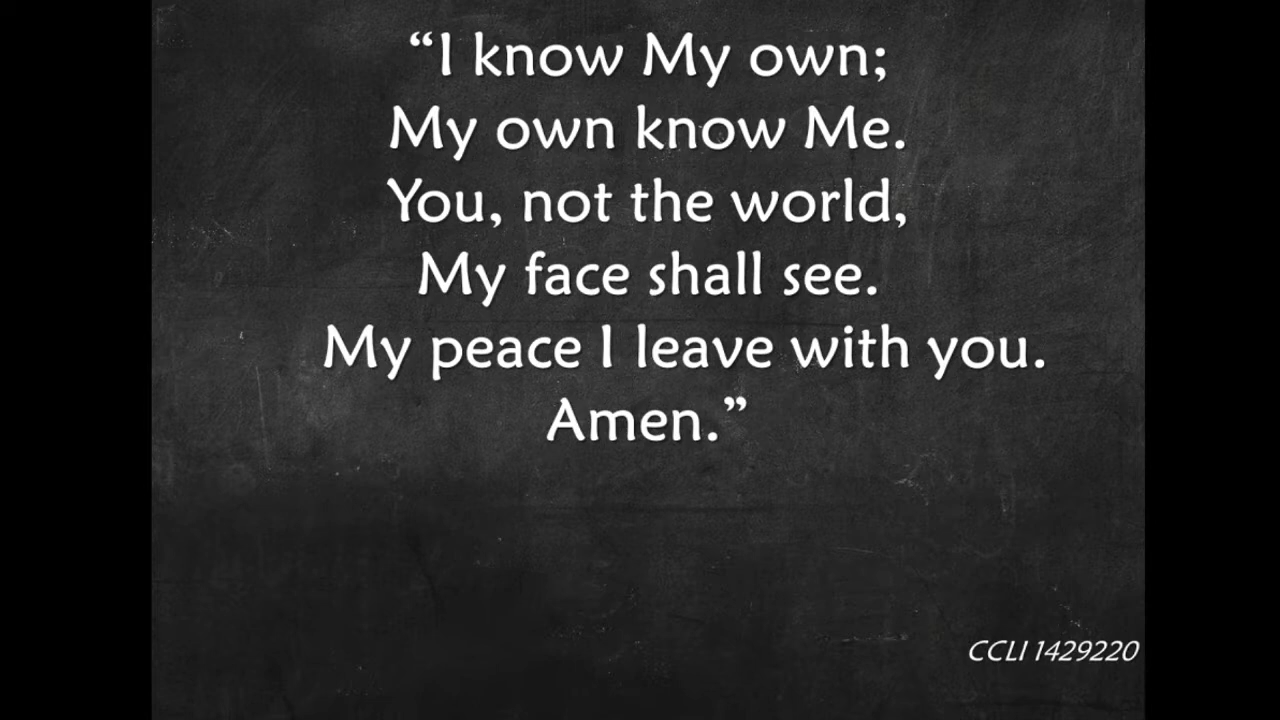 “I know My own;
My own know Me.
You, not the world,
My face shall see.
My peace I leave with you.
Amen.”
CCLI 1429220